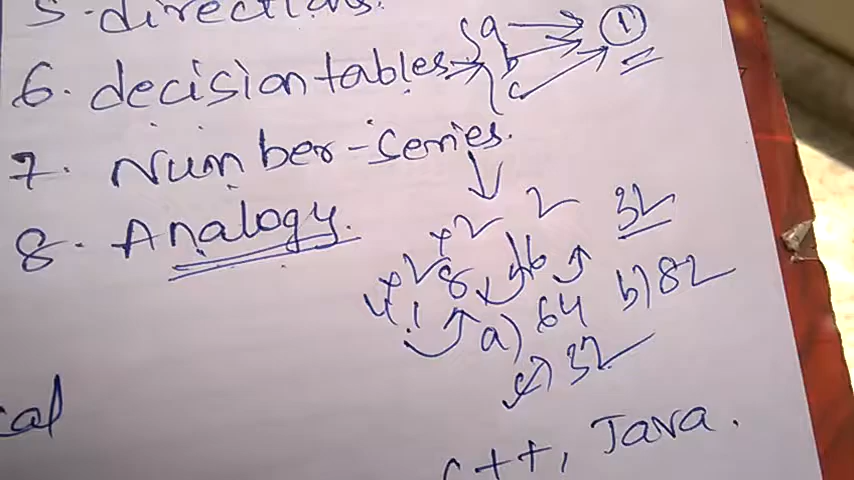 5. directions.
6. decision tables → { a b c → 1
7. Number-series.
8. Analogy.
×2 ×2 2 32
4, 8, 16
a) 64 b) 82
c) 32
cal
C++, Java.